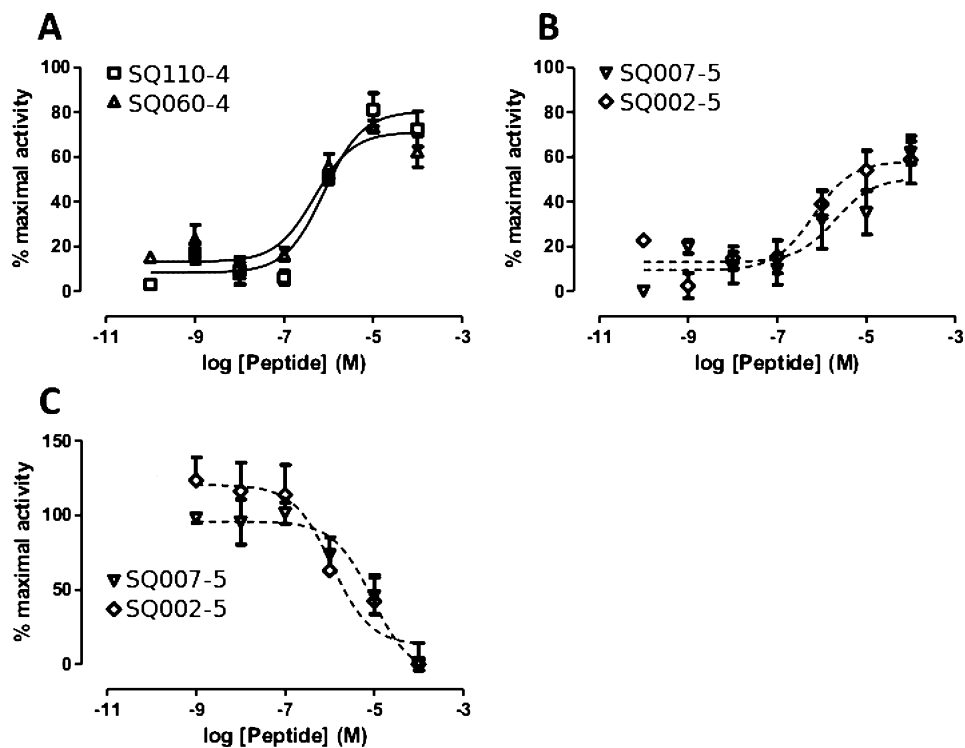 A
% maximal activity
100
80
60
40
20
0
SQ110-4
SQ060-4
-11
-9
-7
-5
-3
log [Peptide] (M)
B
% maximal activity
100
80
60
40
20
0
SQ007-5
SQ002-5
-11
-9
-7
-5
-3
log [Peptide] (M)
C
% maximal activity
150
100
50
0
SQ007-5
SQ002-5
-11
-9
-7
-5
-3
log [Peptide] (M)